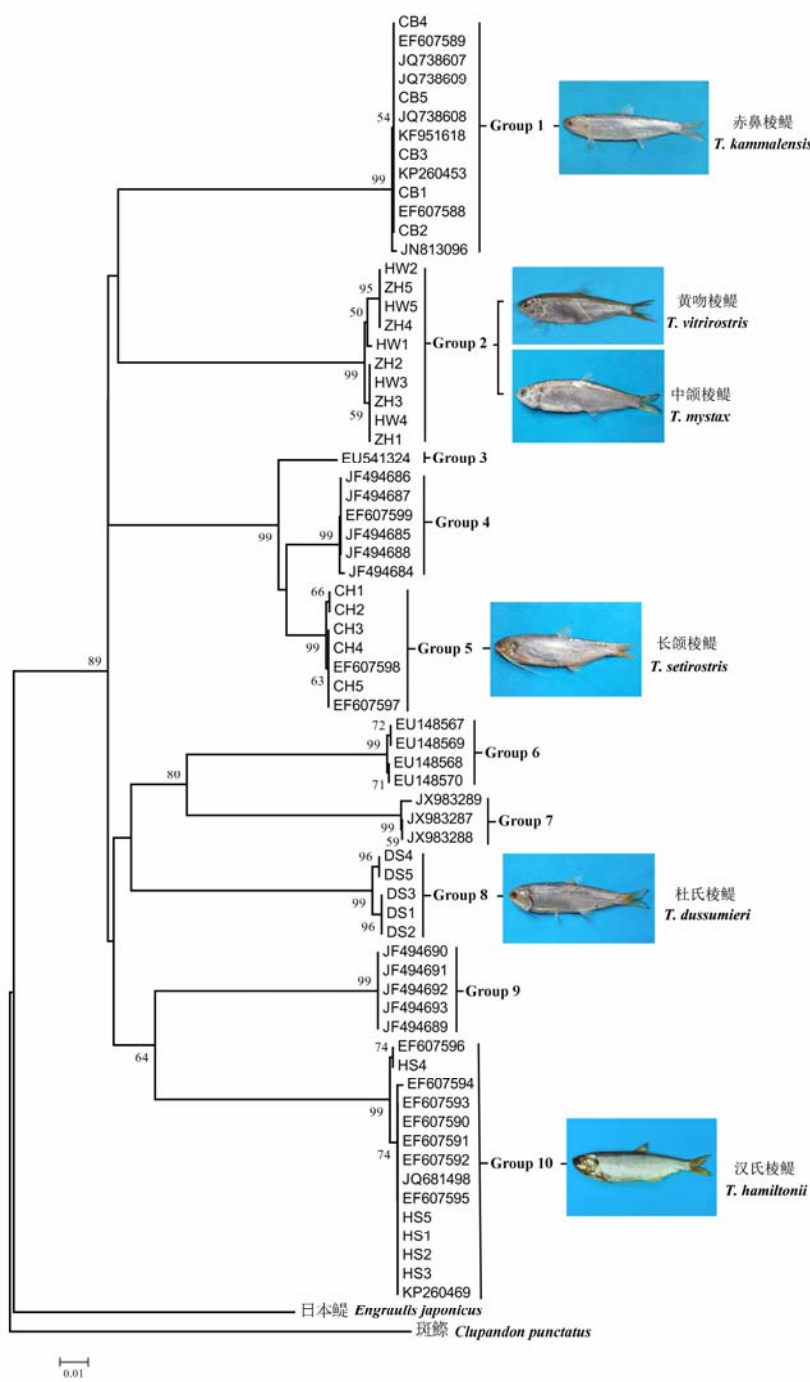 CB4
EF607589
JQ738607
JQ738609
CB5
54
JQ738608
Group 1
赤鼻棱鳀
T. kammalensis
KF951618
CB3
99
KP260453
CB1
EF607588
CB2
JN813096
HW2
95
ZH5
50
HW5
ZH4
HW1
Group 2
黄吻棱鳀
T. vitrirostris
ZH2
99
HW3
ZH3
59
HW4
ZH1
中颌棱鳀
T. mystax
EU541324
Group 3
JF494686
JF494687
EF607599
Group 4
99
99
JF494685
JF494688
JF494684
66
CH1
CH2
CH3
99
CH4
Group 5
长颌棱鳀
T. setirostris
EF607598
63
CH5
EF607597
89
72
EU148567
99
EU148569
Group 6
EU148568
80
71
EU148570
JX983289
JX983287
Group 7
99
59
JX983288
96
DS4
DS5
99
DS3
Group 8
杜氏棱鳀
T. dussumieri
DS1
96
DS2
JF494690
JF494691
99
JF494692
Group 9
JF494693
JF494689
64
74
EF607596
HS4
EF607594
99
EF607593
EF607590
EF607591
74
EF607592
Group 10
汉氏棱鳀
T. hamiltonii
JQ681498
EF607595
HS5
HS1
HS2
HS3
KP260469
日本鳀 Engraulis japonicus
斑鰶 Clupandon punctatus
0.01